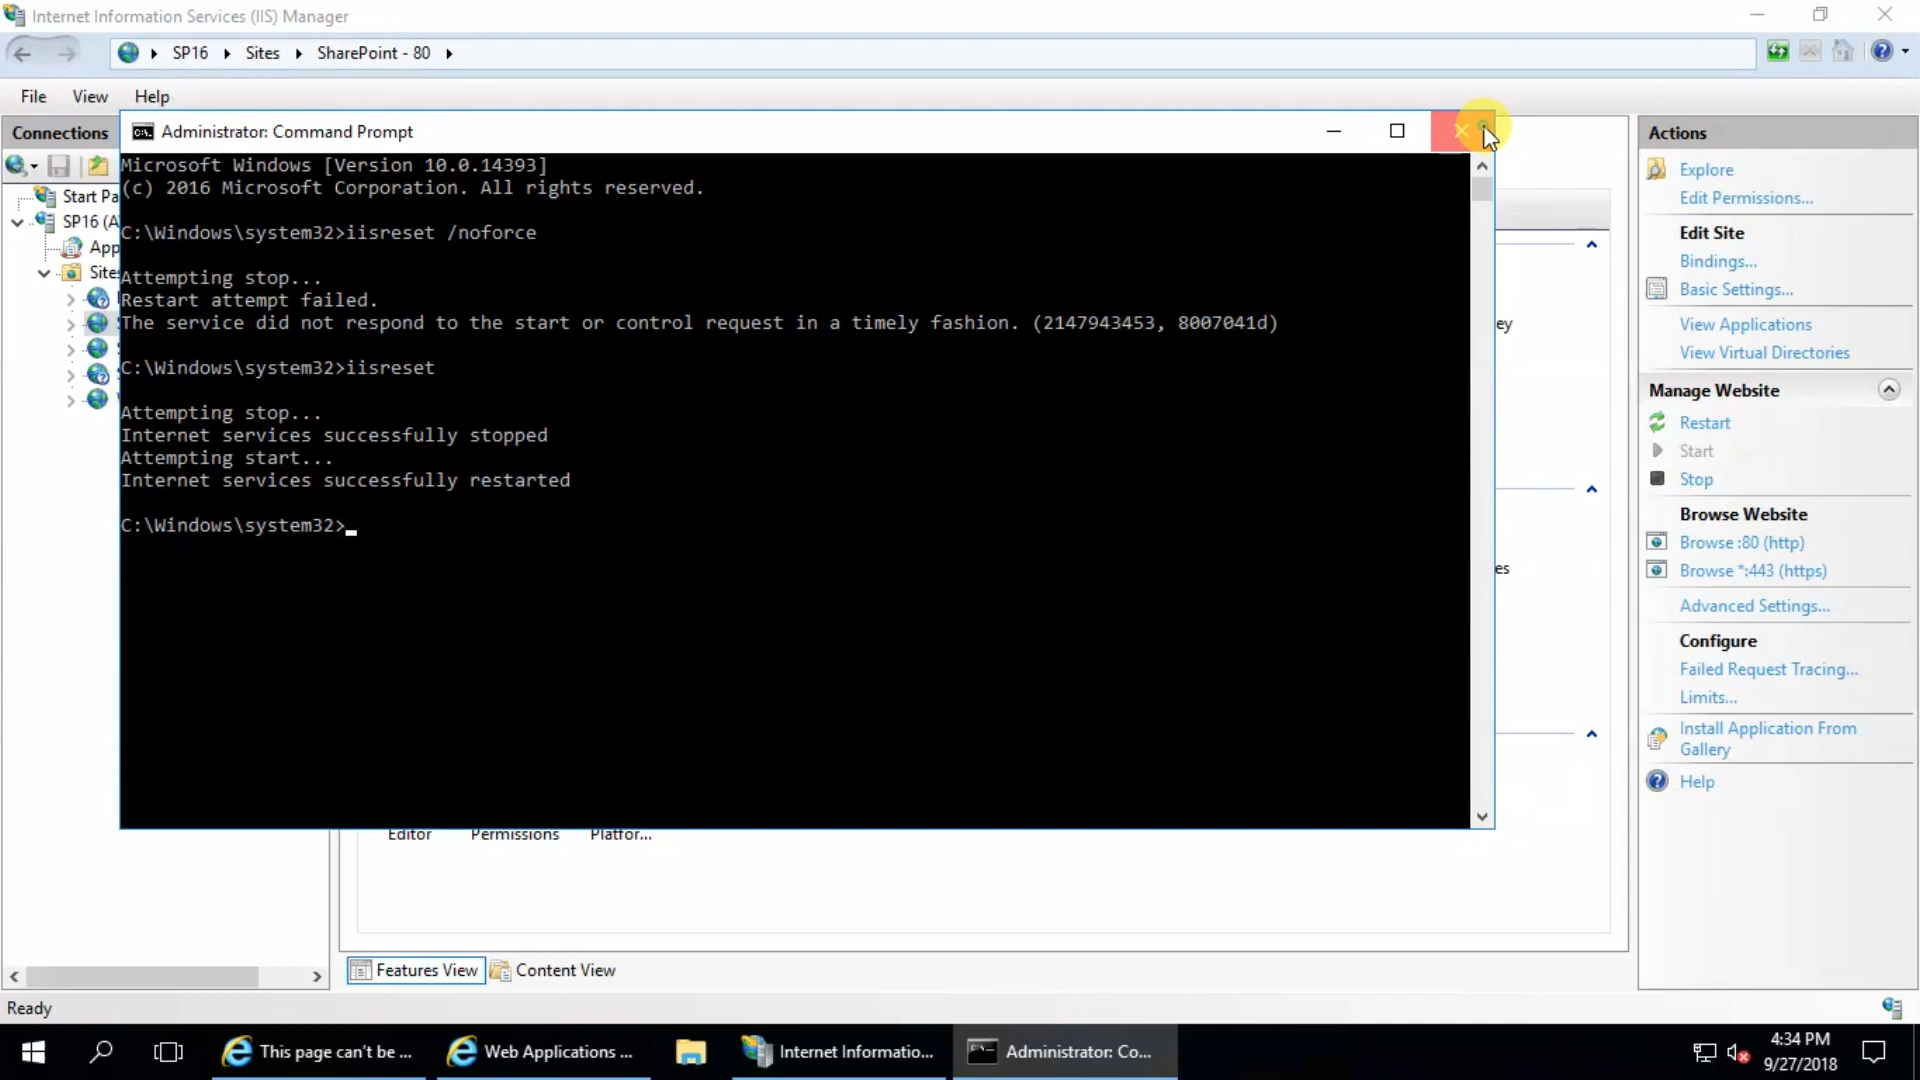 Internet Information Services (IIS) Manager
SP16 Sites SharePoint - 80
File View Help
Connections
Start Pa
SP16 (A
App
Sites
Administrator: Command Prompt
Microsoft Windows [Version 10.0.14393]
(c) 2016 Microsoft Corporation. All rights reserved.
C:\Windows\system32>iisreset /noforce
Attempting stop...
Restart attempt failed.
The service did not respond to the start or control request in a timely fashion. (2147943453, 8007041d)
C:\Windows\system32>iisreset
Attempting stop...
Internet services successfully stopped
Attempting start...
Internet services successfully restarted
C:\Windows\system32>
ey
es
Editor Permissions Platfor...
Features View Content View
Actions
Explore
Edit Permissions...
Edit Site
Bindings...
Basic Settings...
View Applications
View Virtual Directories
Manage Website
Restart
Start
Stop
Browse Website
Browse :80 (http)
Browse *:443 (https)
Advanced Settings...
Configure
Failed Request Tracing...
Limits...
Install Application From
Gallery
Help
Ready
This page can't be ... Web Applications ... Internet Informatio... Administrator: Co...
4:34 PM
9/27/2018